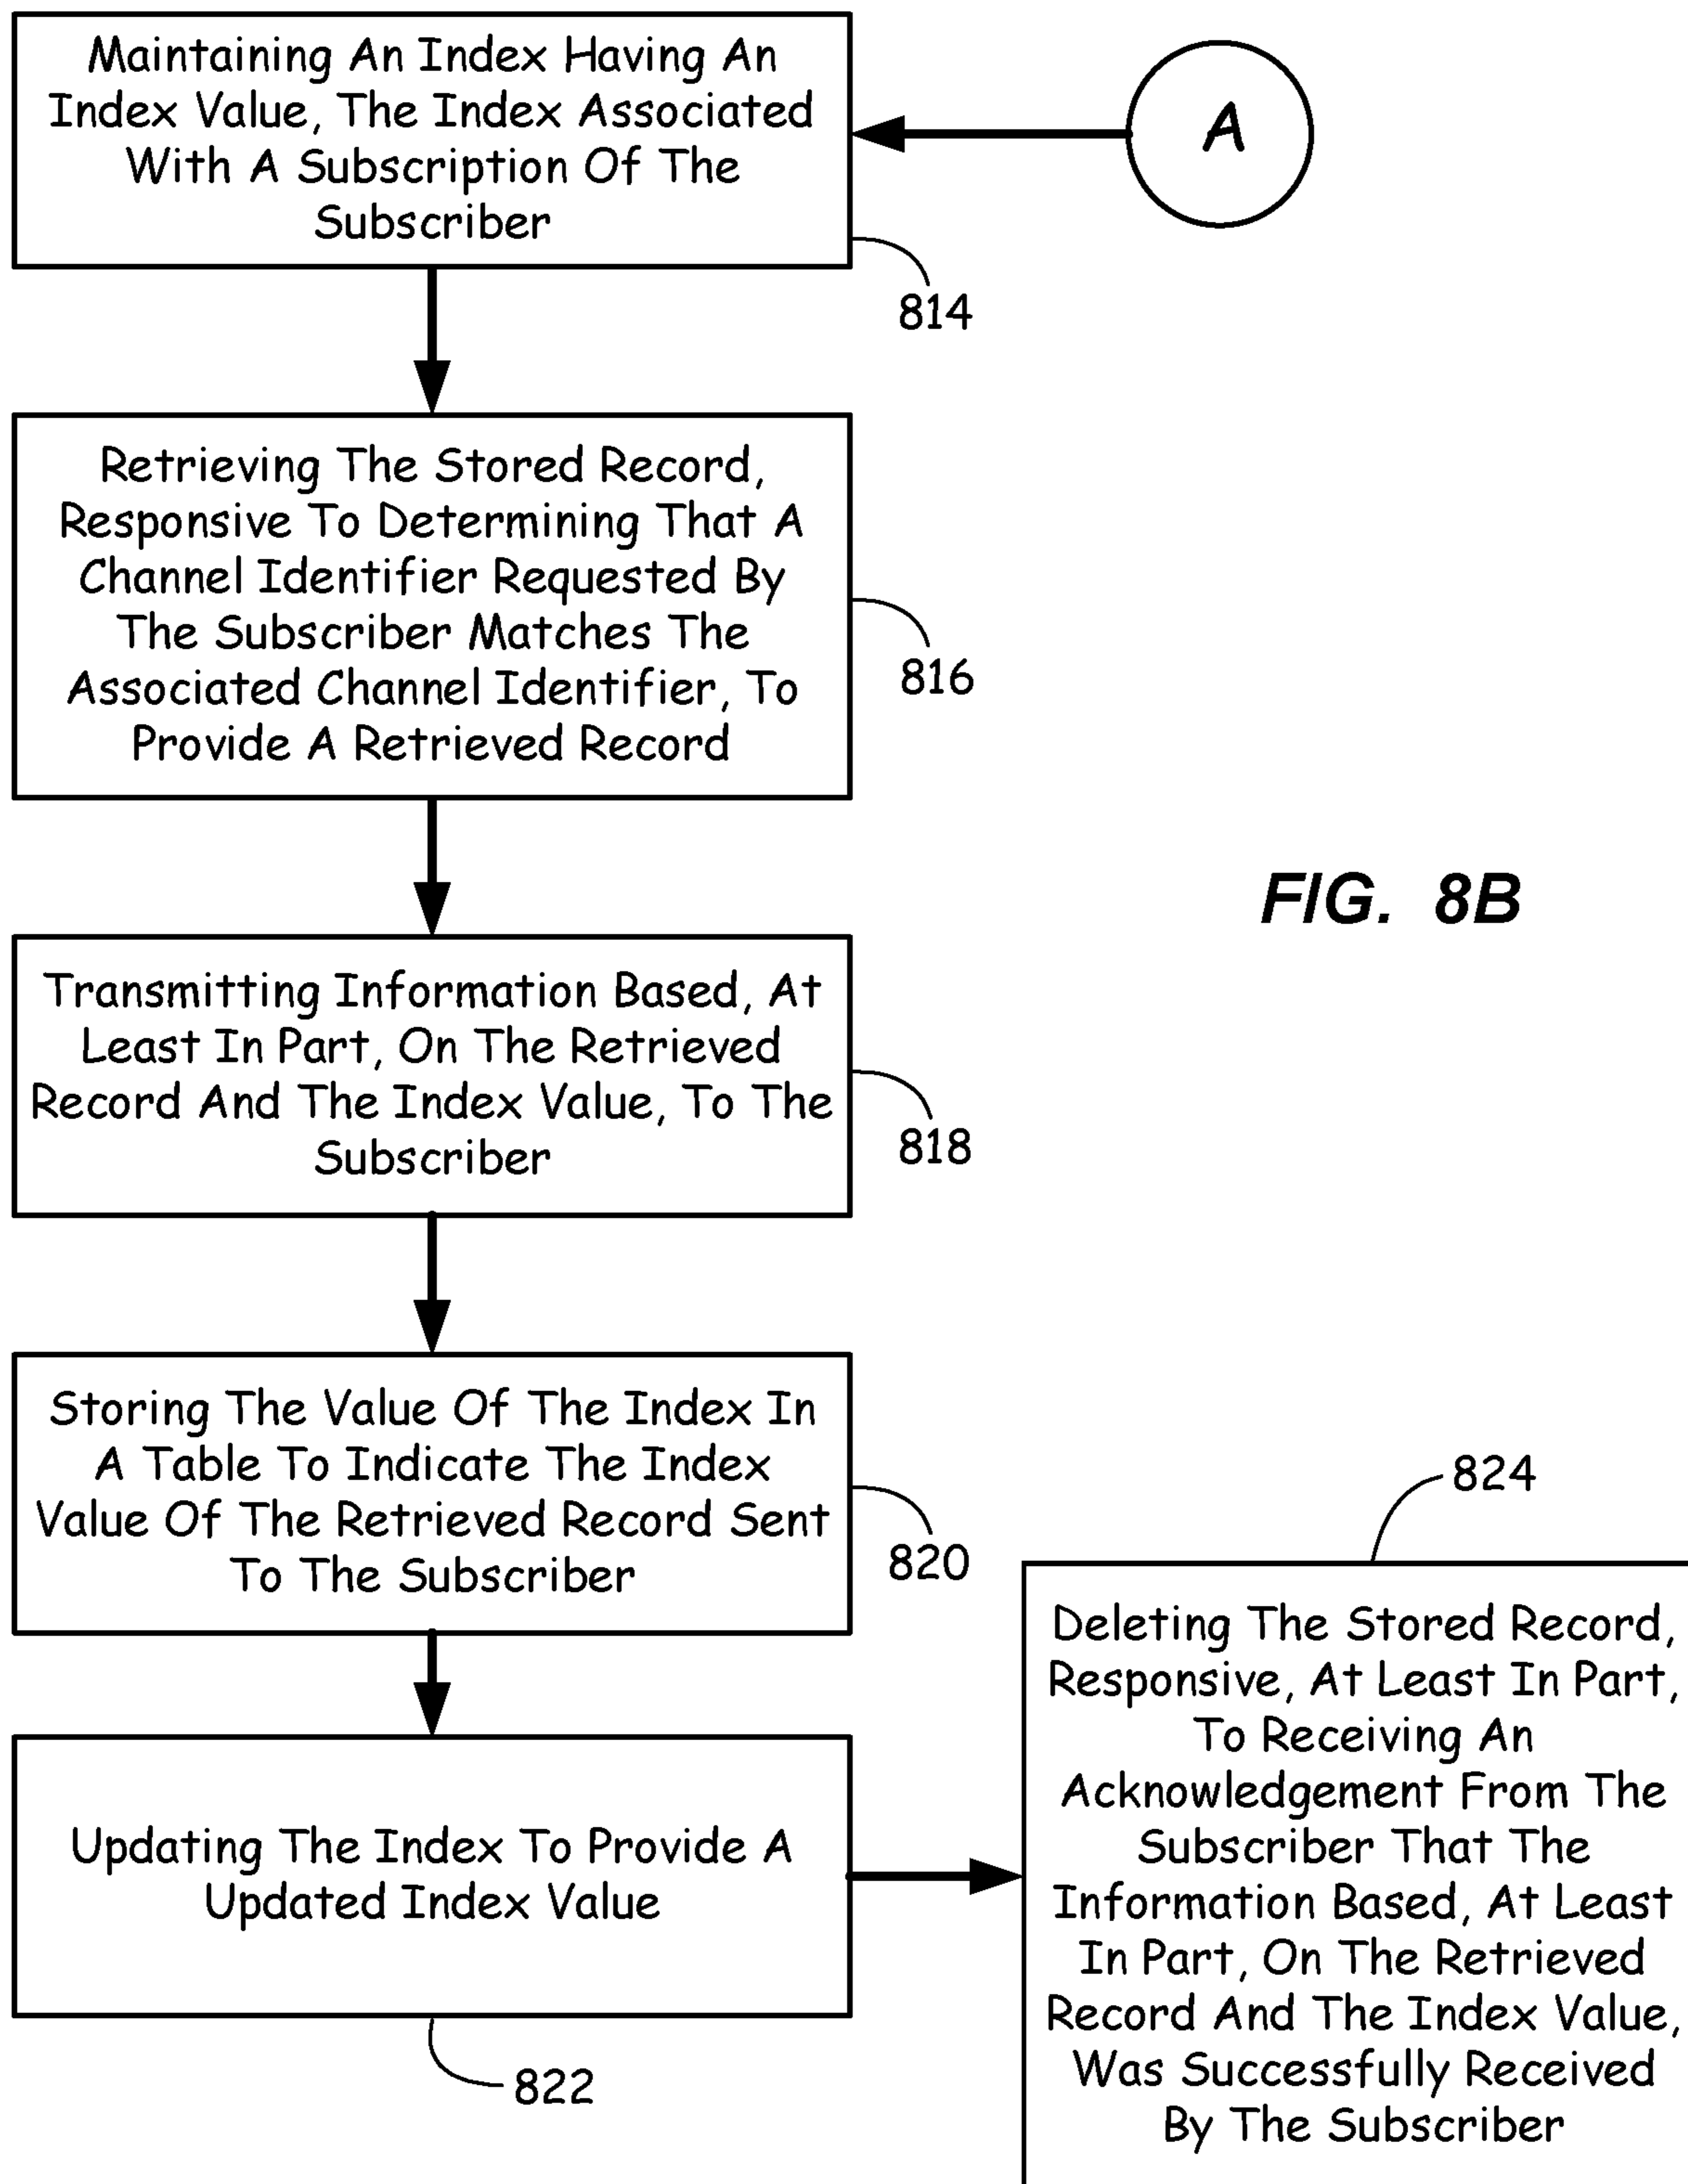 Maintaining An Index Having An
Index Value, The Index Associated
With A Subscription Of The
Subscriber
A
814
Retrieving The Stored Record,
Responsive To Determining That A
Channel Identifier Requested By
The Subscriber Matches The
Associated Channel Identifier, To
Provide A Retrieved Record
816
FIG. 8B
Transmitting Information Based, At
Least In Part, On The Retrieved
Record And The Index Value, To The
Subscriber
818
Storing The Value Of The Index In
A Table To Indicate The Index
Value Of The Retrieved Record Sent
To The Subscriber
820
Updating The Index To Provide A
Updated Index Value
822
824
Deleting The Stored Record,
Responsive, At Least In Part,
To Receiving An
Acknowledgement From The
Subscriber That The
Information Based, At Least
In Part, On The Retrieved
Record And The Index Value,
Was Successfully Received
By The Subscriber